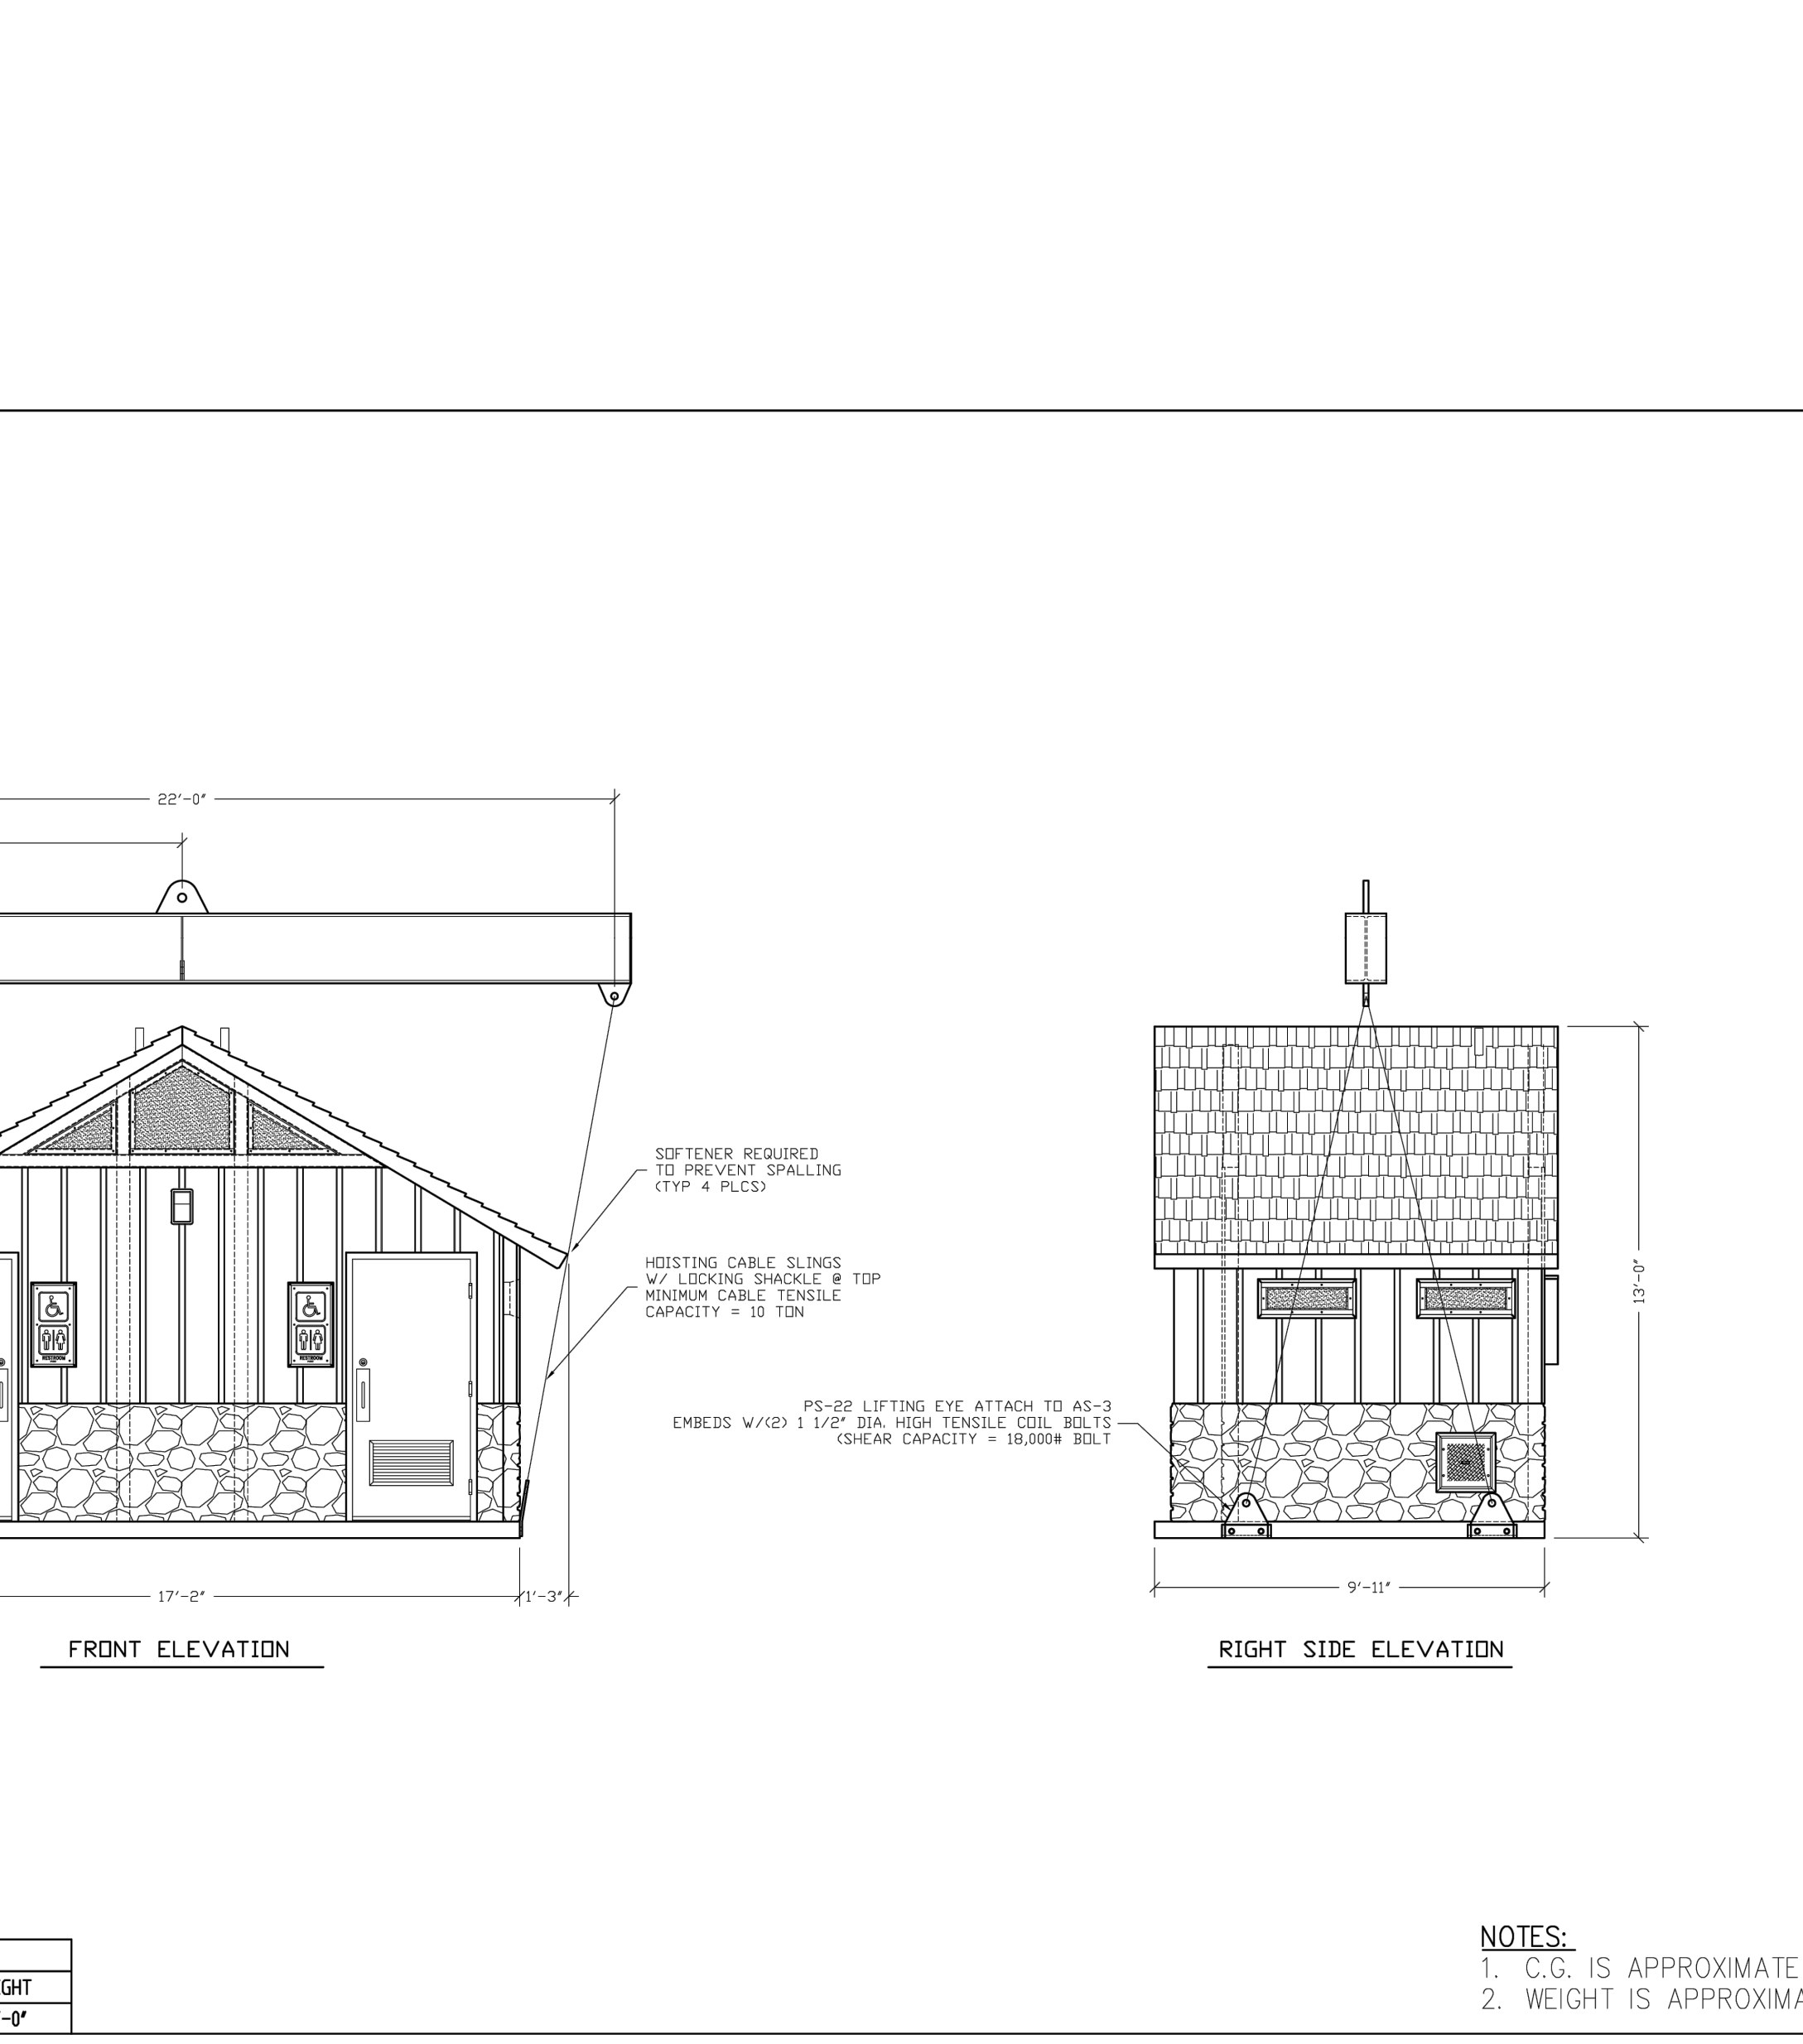 22'-0"
SOFTENER REQUIRED
TO PREVENT SPALLING
(TYP 4 PLCS)
HOISTING CABLE SLINGS
W/ LOCKING SHACKLE @ TOP
MINIMUM CABLE TENSILE
CAPACITY = 10 TON
RESTROOM
RESTROOM
17'-2"
1'-3"
FRONT ELEVATION
PS-22 LIFTING EYE ATTACH TO AS-3
EMBEDS W/(2) 1 1/2" DIA. HIGH TENSILE COIL BOLTS
(SHEAR CAPACITY = 18,000# BOLT
13'-0"
9'-11"
RIGHT SIDE ELEVATION
GHT
-0"
NOTES:
1. C.G. IS APPROXIMATE
2. WEIGHT IS APPROXIMA